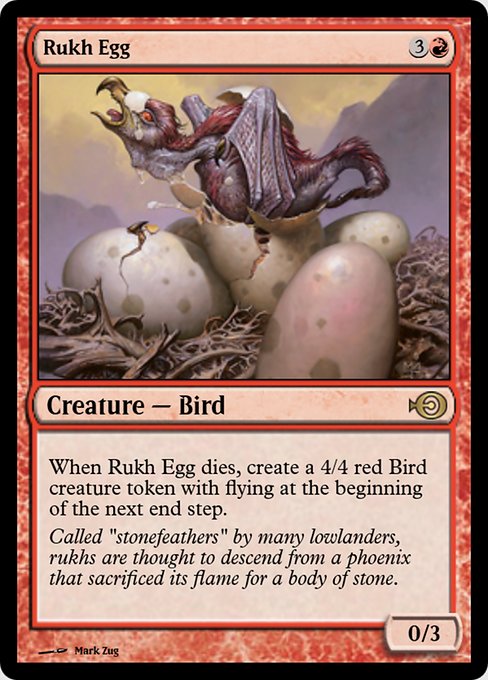 Rukh Egg 3
Creature — Bird
When Rukh Egg dies, create a 4/4 red Bird
creature token with flying at the beginning
of the next end step.
Called "stonefeathers" by many lowlanders,
rukhs are thought to descend from a phoenix
that sacrificed its flame for a body of stone.
0/3
Mark Zug